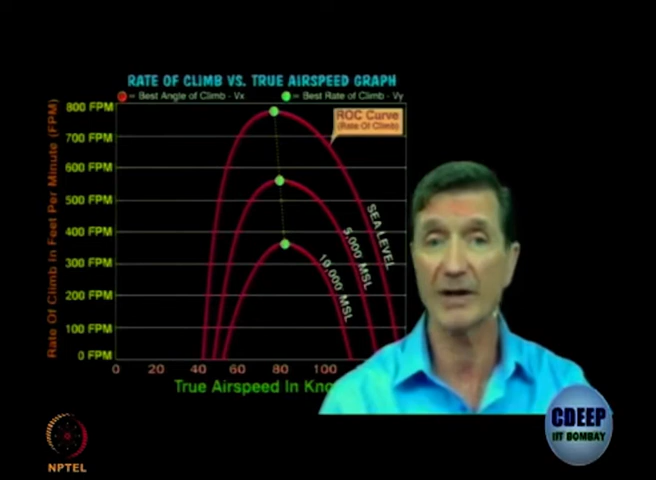 RATE OF CLIMB VS. TRUE AIRSPEED GRAPH
= Best Angle of Climb - Vx
= Best Rate of Climb - Vy
Rate Of Climb In Feet Per Minute (FPM)
800 FPM
700 FPM
600 FPM
500 FPM
400 FPM
300 FPM
200 FPM
100 FPM
0 FPM
ROC Curve
(Rate Of Climb)
SEA LEVEL
5,000 MSL
10,000 MSL
0 20 40 60 80 100
True Airspeed In Kno
NPTEL
CDEEP
IIT BOMBAY